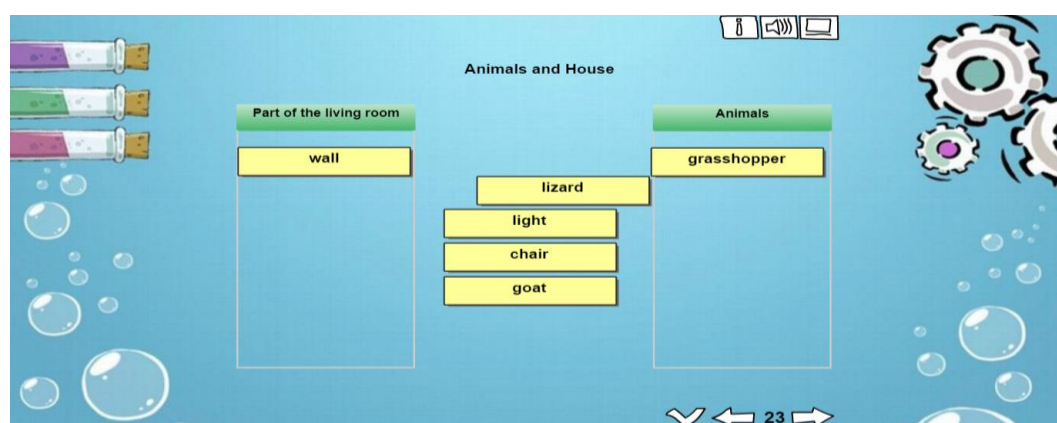 Animals and House
Part of the living room
Animals
wall
grasshopper
lizard
light
chair
goat
23